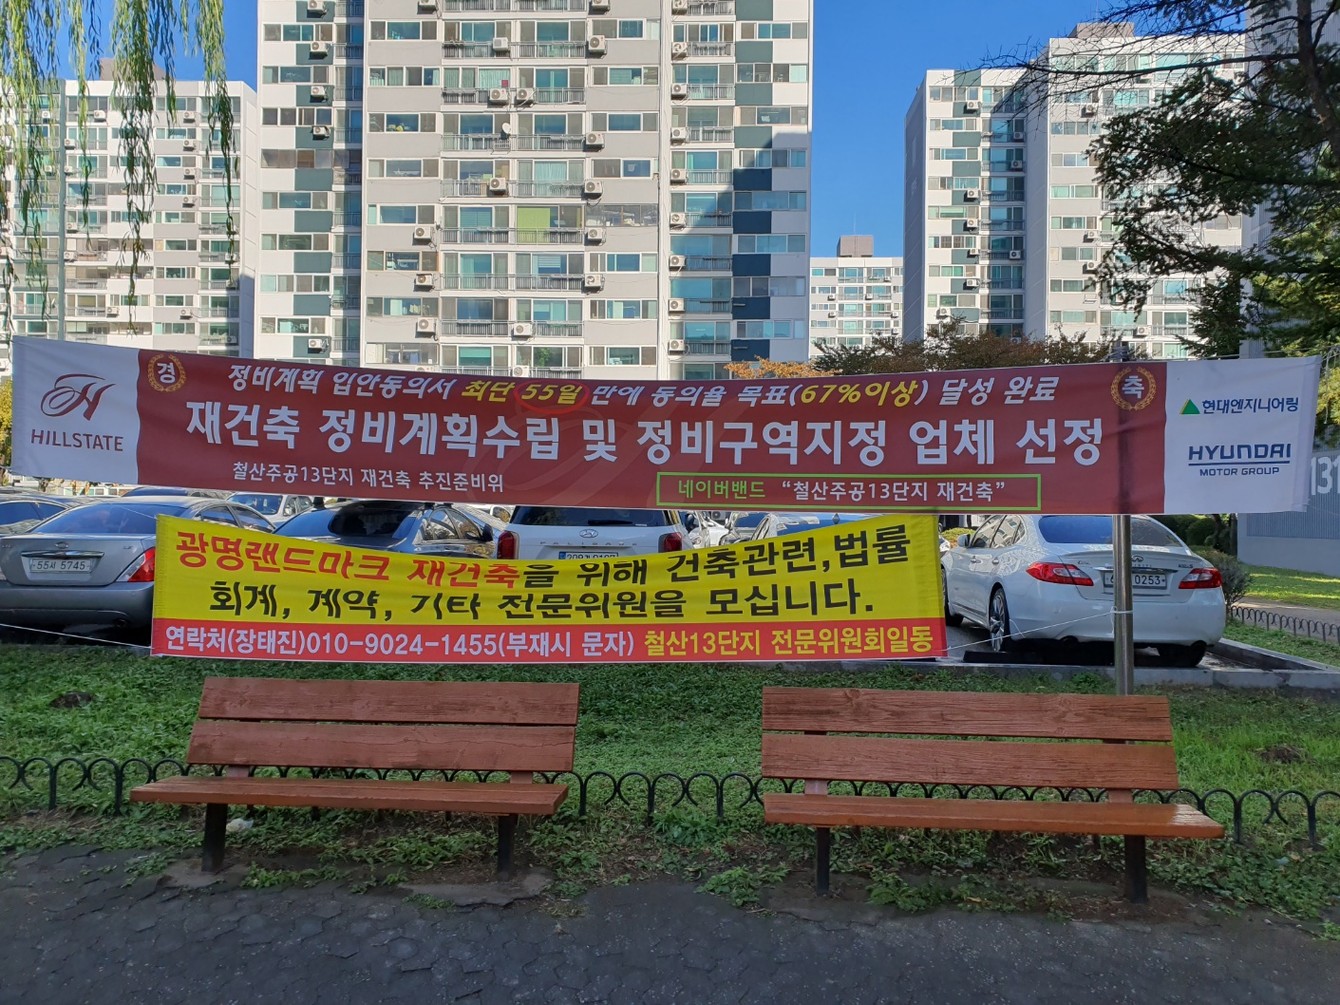 경
정비계획 입안동의서 최단 55일 만에 동의율 목표(67%이상) 달성 완료
축
재건축 정비계획수립 및 정비구역지정 업체 선정
철산주공13단지 재건축 추진준비위
네이버밴드 "철산주공13단지 재건축"
HILLSTATE
현대엔지니어링
HYUNDAI
MOTOR GROUP
131
광명랜드마크 재건축을 위해 건축관련,법률
회계, 계약, 기타 전문위원을 모십니다.
연락처(장태진)010-9024-1455(부재시 문자) 철산13단지 전문위원회일동
55서 5745
0253